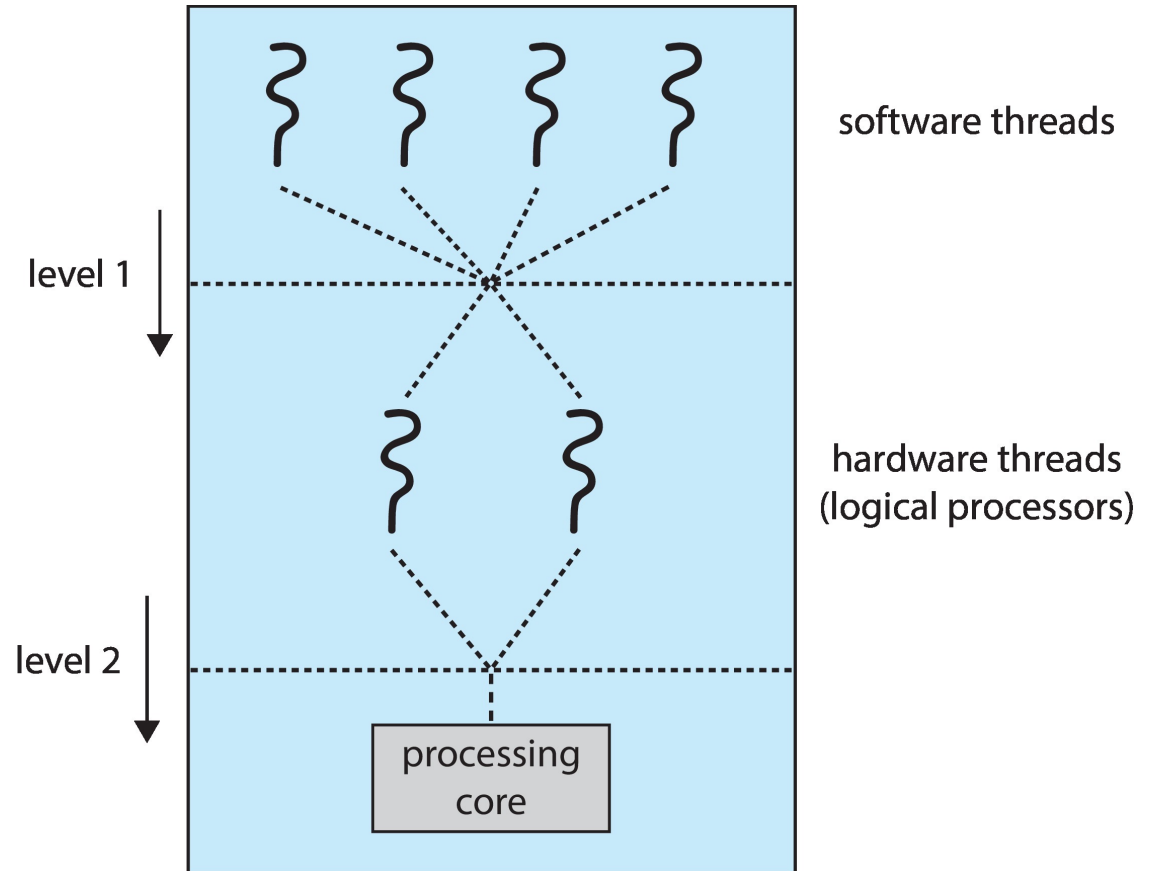 software threads
level 1
hardware threads
(logical processors)
level 2
processing
core